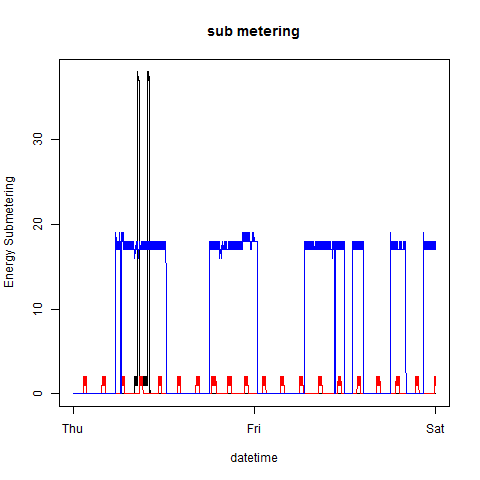 sub metering
Energy Submetering
30
20
10
0
Thu Fri Sat
datetime